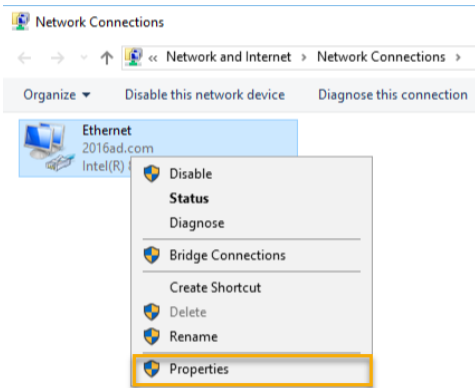 Network Connections
« Network and Internet > Network Connections >
Organize Disable this network device Diagnose this connection
Ethernet
2016ad.com
Intel(R)
Disable
Status
Diagnose
Bridge Connections
Create Shortcut
Delete
Rename
Properties